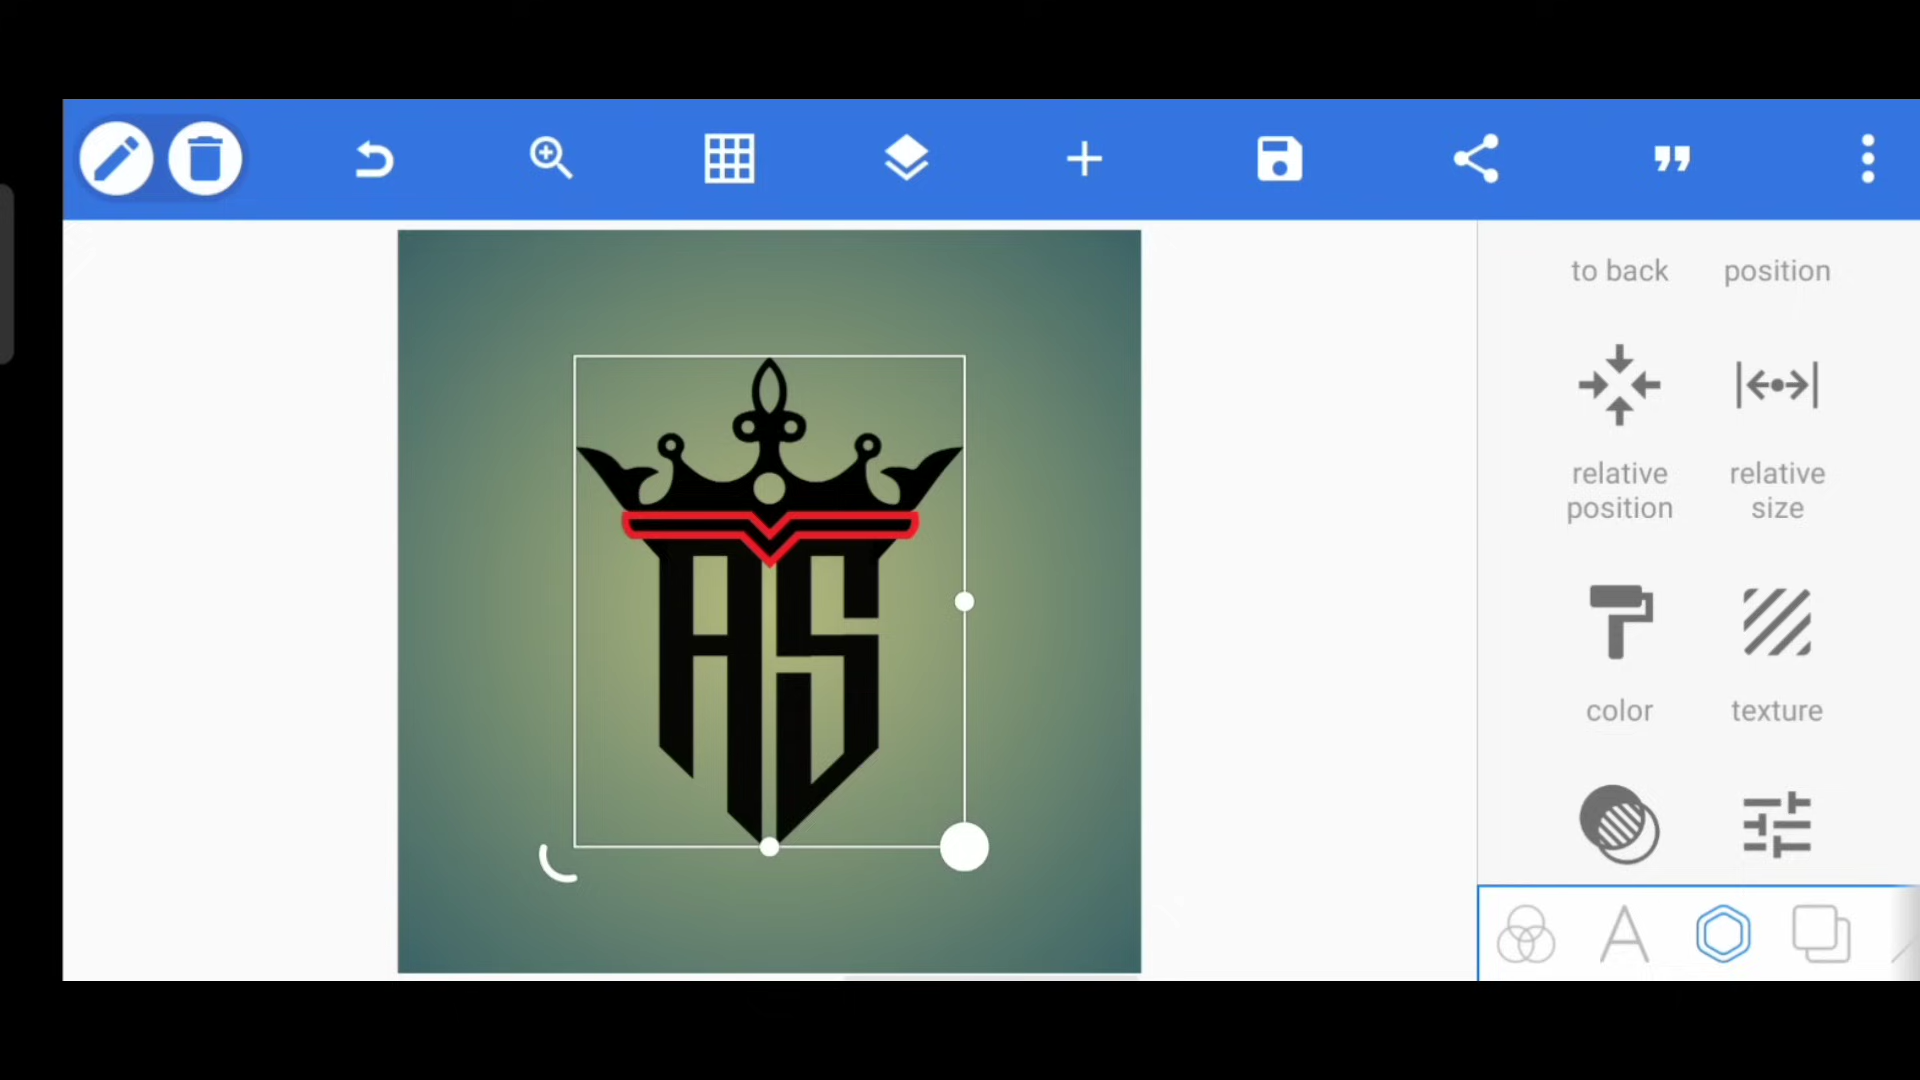 to back
position
relative
position
relative
size
AS
color
texture